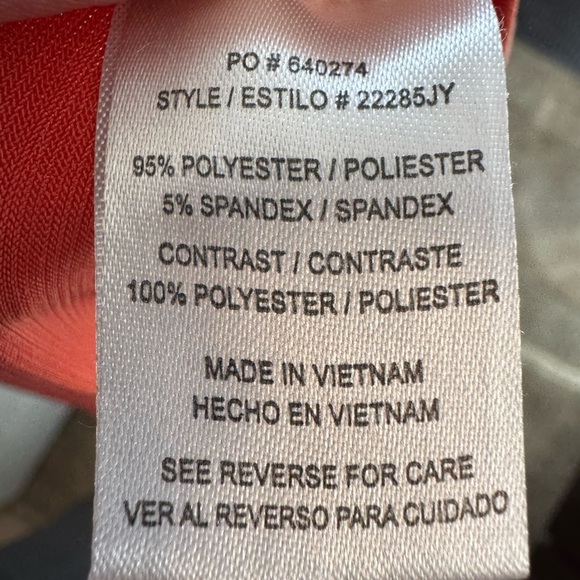 PO # 640274
STYLE / ESTILO # 22285JY
95% POLYESTER / POLIESTER
5% SPANDEX / SPANDEX
CONTRAST / CONTRASTE
100% POLYESTER / POLIESTER
MADE IN VIETNAM
HECHO EN VIETNAM
SEE REVERSE FOR CARE
VER AL REVERSO PARA CUIDADO